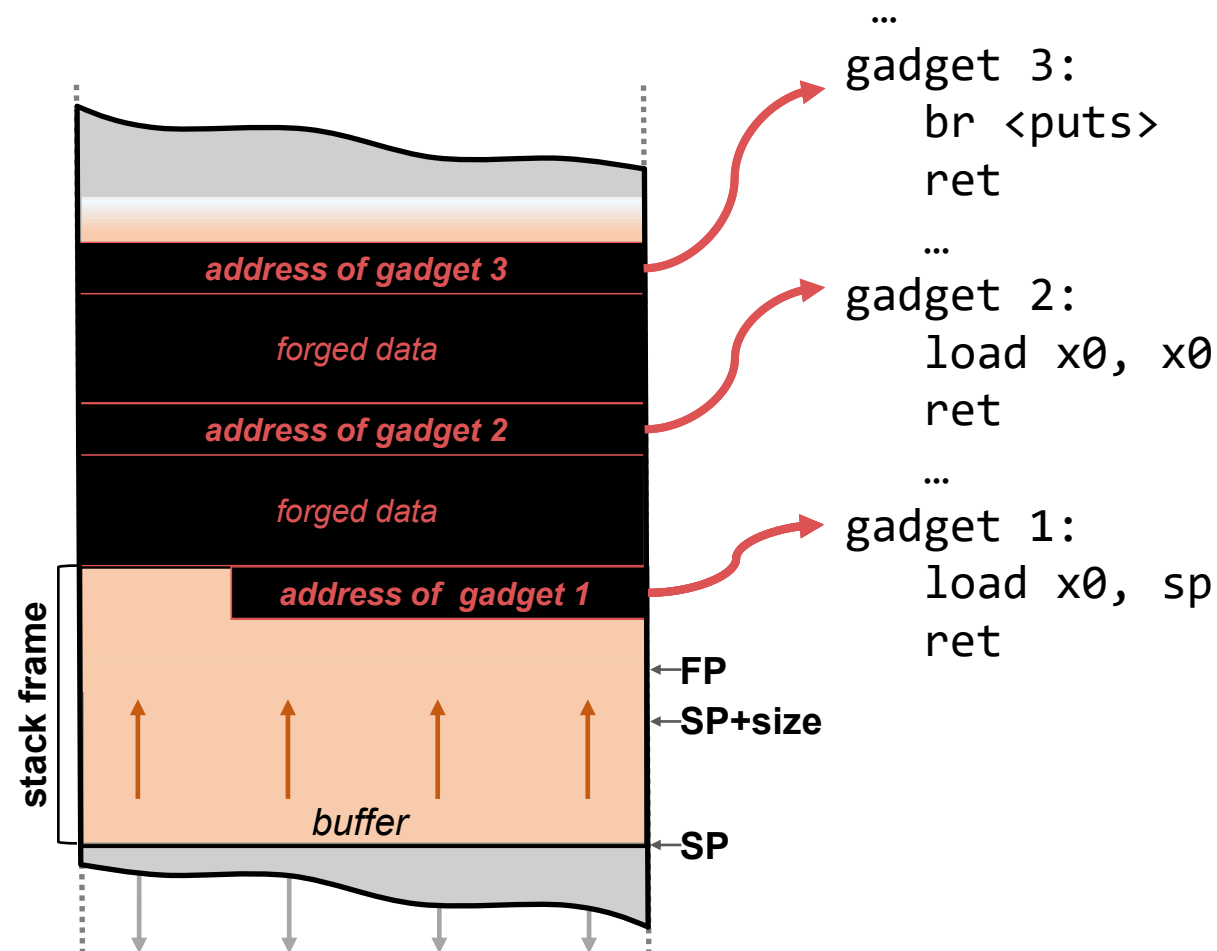 …
gadget 3:
br <puts>
ret
…
gadget 2:
load x0, x0
ret
…
gadget 1:
load x0, sp
ret
address of gadget 3
forged data
address of gadget 2
forged data
address of gadget 1
stack frame
FP
SP+size
buffer
SP